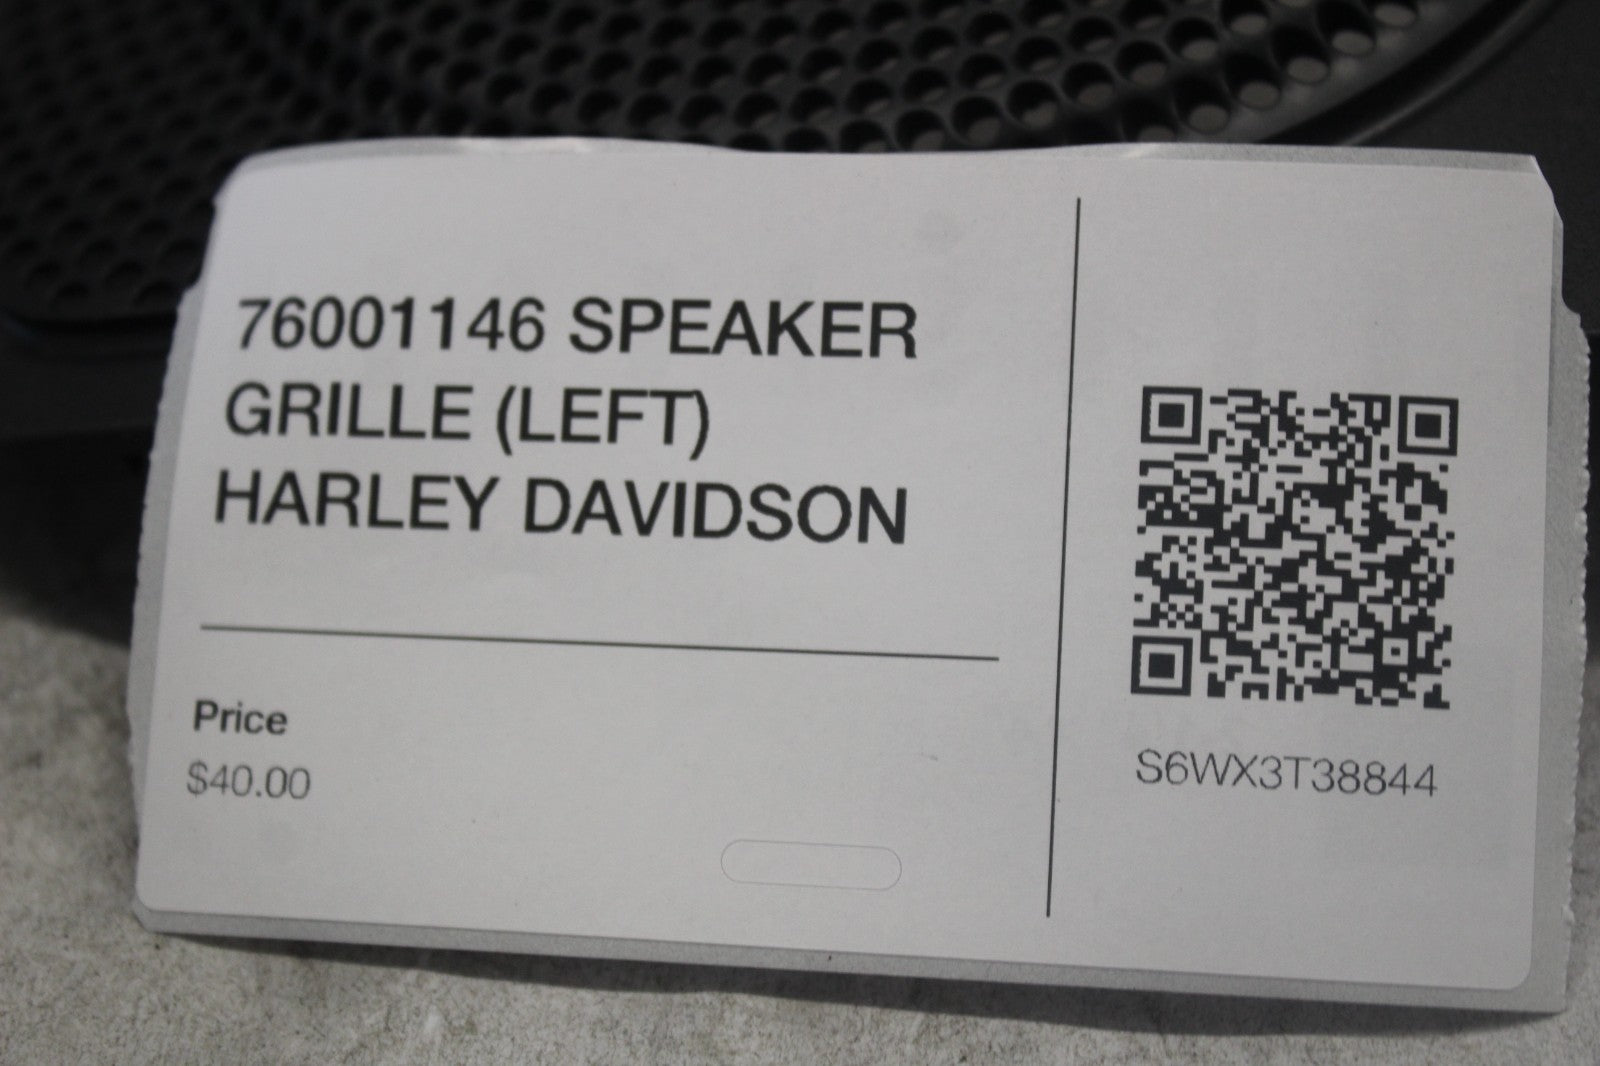 76001146 SPEAKER
GRILLE (LEFT)
HARLEY DAVIDSON
Price
$40.00
S6WX3T38844